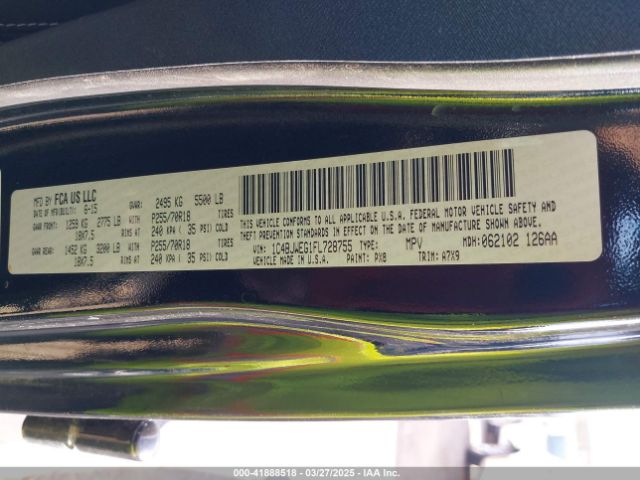 MFD BY FCA US LLC
DATE OF MFR(BUILT): 6-15 GVWR: 2495 KG 5500 LB
GAWR FRONT: 1259 KG 2775 LB WITH P255/70R18 TIRES
18X7.5 RIMS AT 240 KPA ( 35 PSI) COLD
GAWR REAR: 1452 KG 3200 LB WITH P255/70R18 TIRES
18X7.5 RIMS AT 240 KPA ( 35 PSI) COLD
THIS VEHICLE CONFORMS TO ALL APPLICABLE U.S.A. FEDERAL MOTOR VEHICLE SAFETY AND
THEFT PREVENTION STANDARDS IN EFFECT ON THE DATE OF MANUFACTURE SHOWN ABOVE.
VIN: 1C4BJWEG1FL728755 TYPE: MPV MDH: 062102 126AA
MADE IN U.S.A. PAINT: PX8 TRIM: A7X9
000-41888518 — 03/27/2025 — IAA Inc.